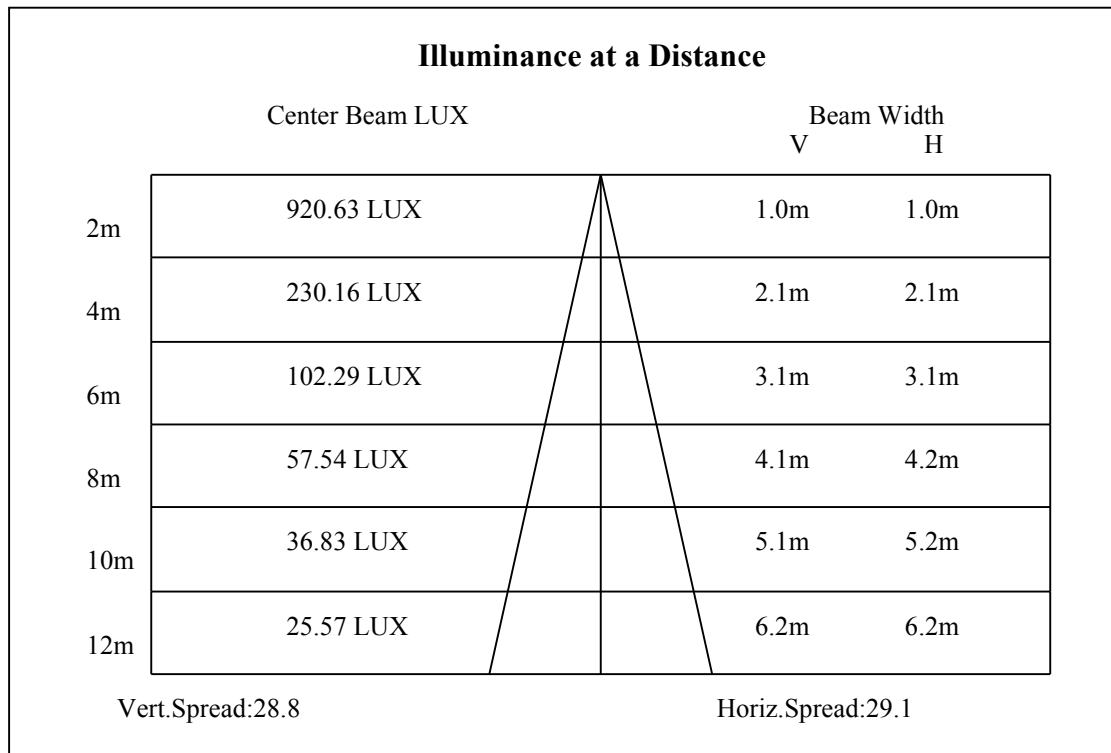 Illuminance at a Distance
Center Beam LUX Beam Width
V H
2m 920.63 LUX 1.0m 1.0m
4m 230.16 LUX 2.1m 2.1m
6m 102.29 LUX 3.1m 3.1m
8m 57.54 LUX 4.1m 4.2m
10m 36.83 LUX 5.1m 5.2m
12m 25.57 LUX 6.2m 6.2m
Vert.Spread:28.8 Horiz.Spread:29.1